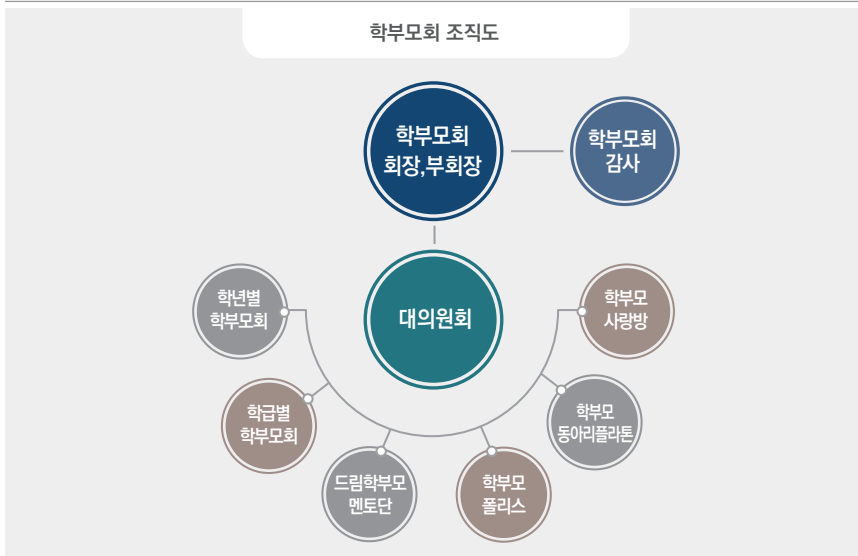 학부모회 조직도
학부모회
회장,부회장
학부모회
감사
대의원회
학년별
학부모회
학급별
학부모회
드림학부모
멘토단
학부모
폴리스
학부모
동아리플라톤
학부모
사랑방